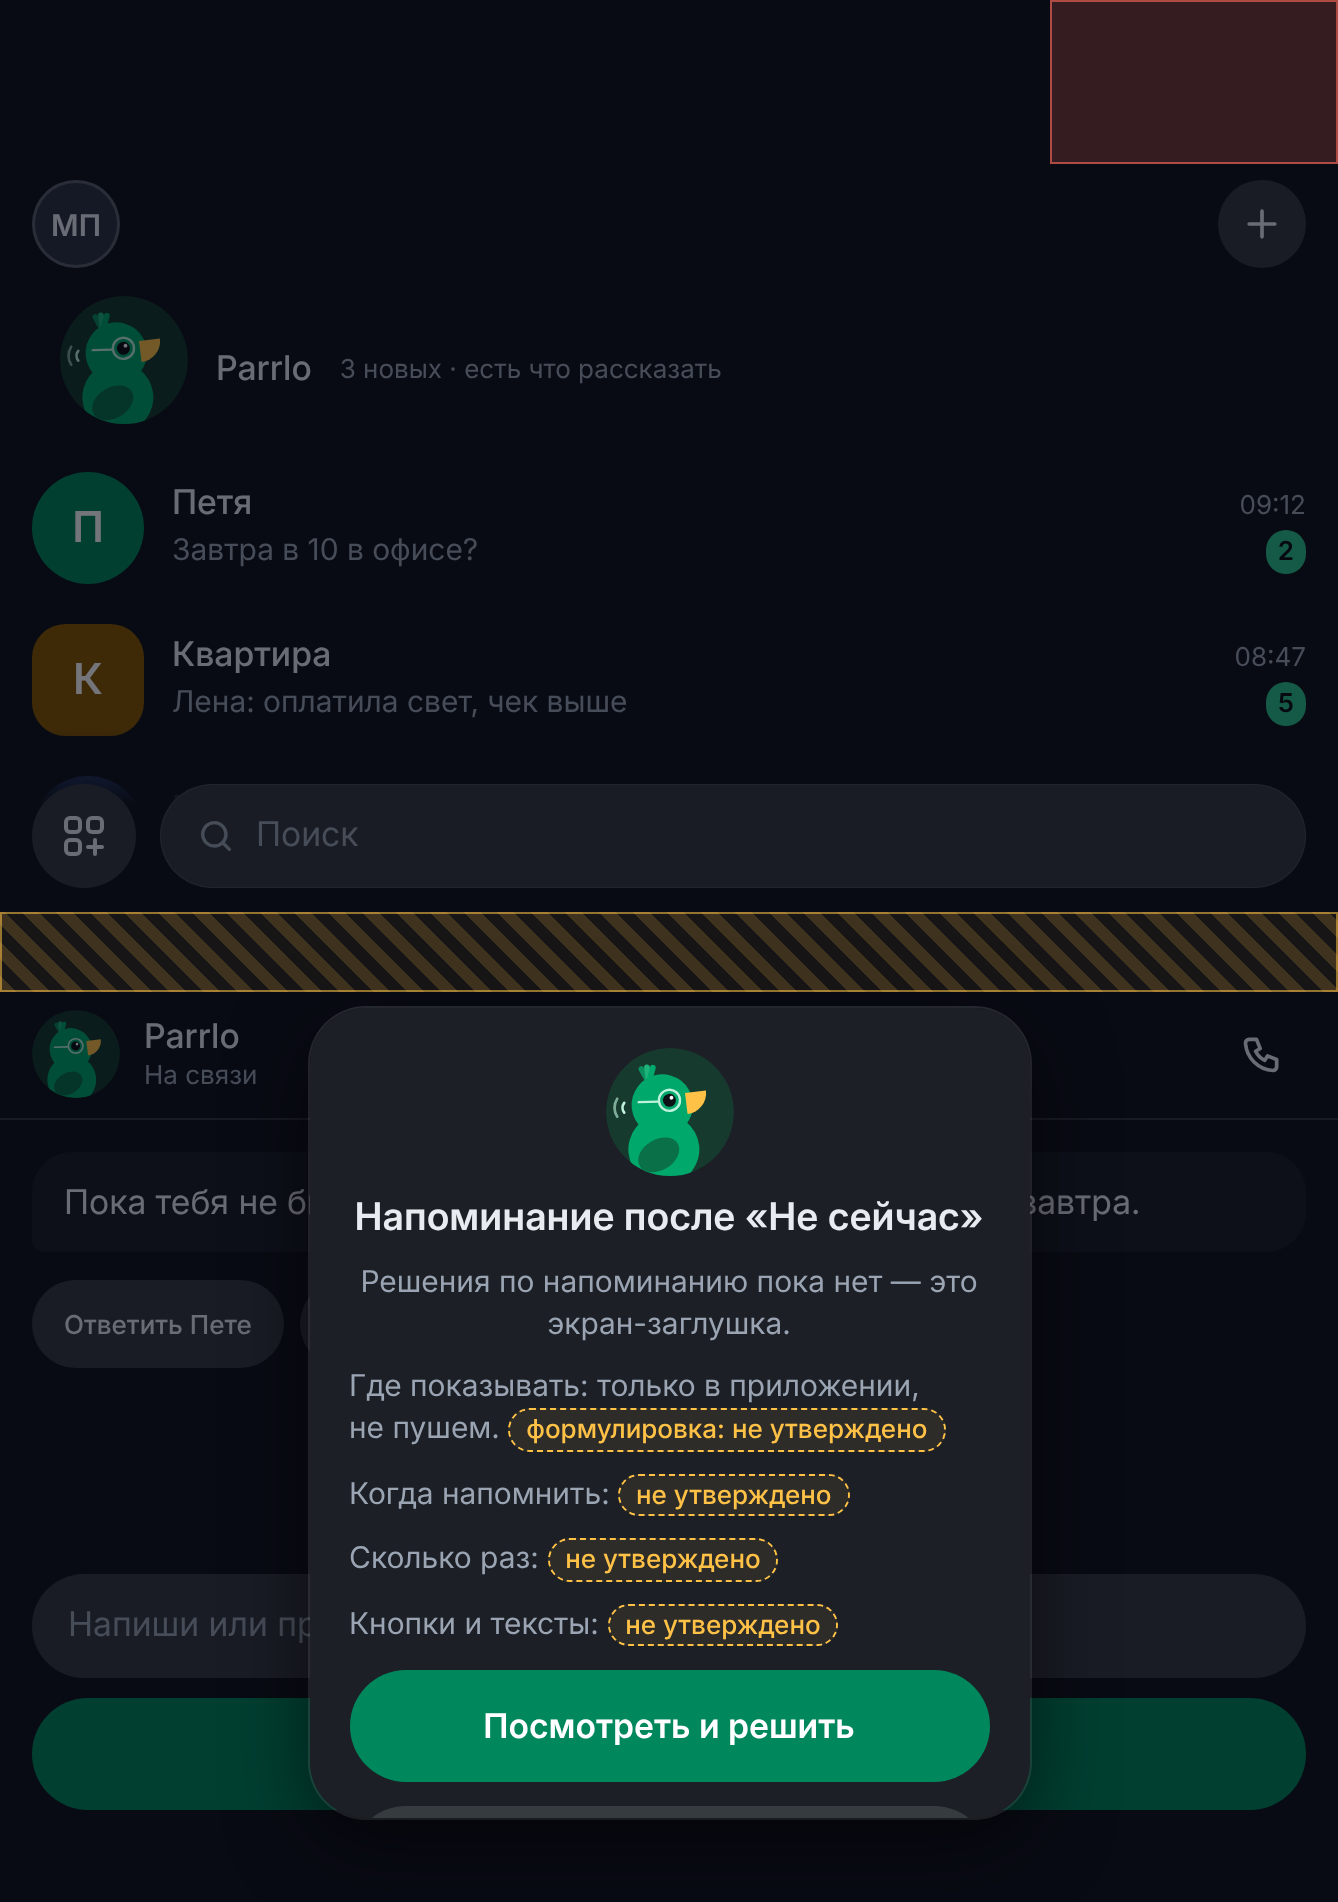 МП
Parrlo 3 новых · есть что рассказать
П
Петя
09:12
Завтра в 10 в офисе?
2
К
Квартира
08:47
Лена: оплатила свет, чек выше
5
Поиск
Parrlo
На связи
Напоминание после «Не сейчас»
Пока тебя не
завтра.
Решения по напоминанию пока нет — это
экран-заглушка.
Ответить Пете
Где показывать: только в приложении,
не пушем. формулировка: не утверждено
Когда напомнить: не утверждено
Сколько раз: не утверждено
Кнопки и тексты: не утверждено
Напиши или
Посмотреть и решить